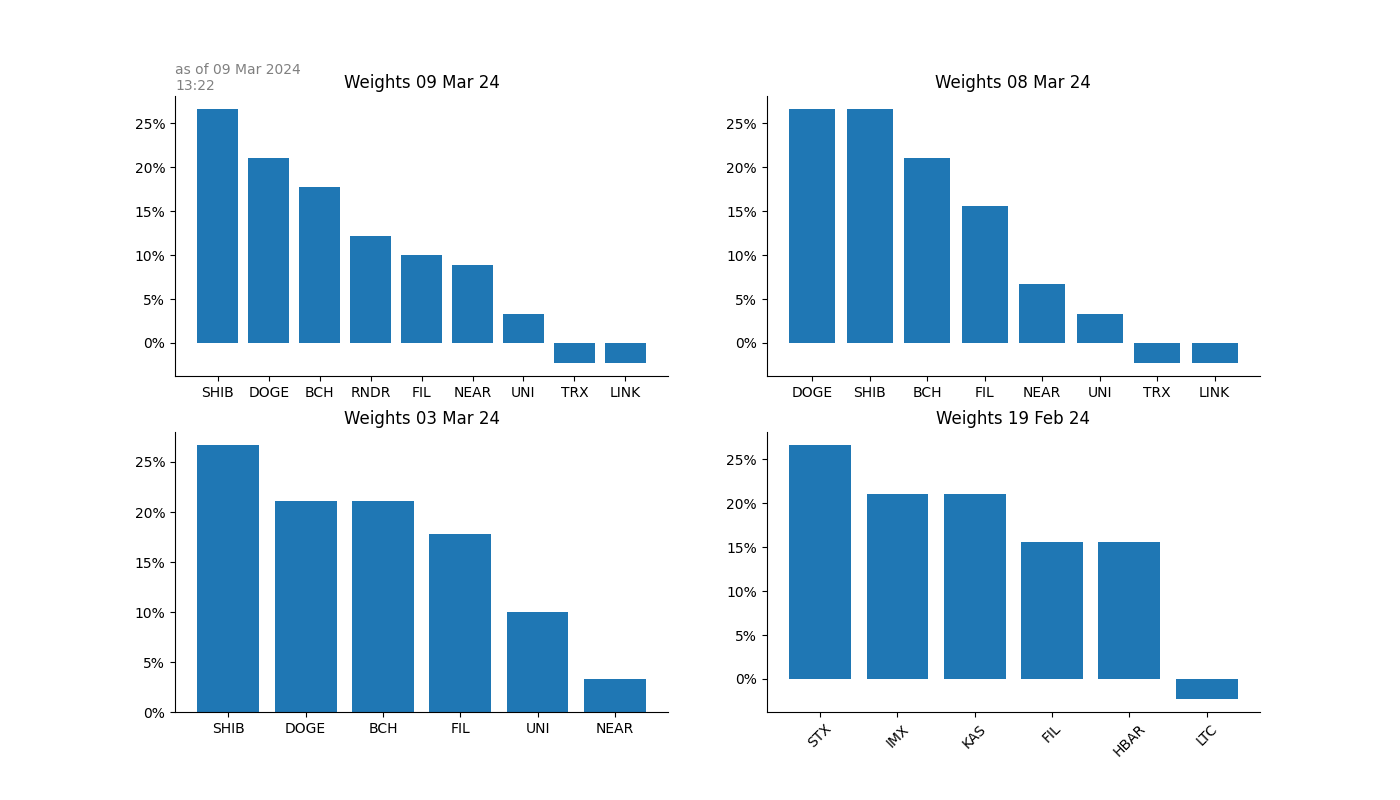 as of 09 Mar 2024
13:22
Weights 09 Mar 24
25%
20%
15%
10%
5%
0%
SHIB DOGE BCH RNDR FIL NEAR UNI TRX LINK
Weights 08 Mar 24
25%
20%
15%
10%
5%
0%
DOGE SHIB BCH FIL NEAR UNI TRX LINK
Weights 03 Mar 24
25%
20%
15%
10%
5%
0%
SHIB DOGE BCH FIL UNI NEAR
Weights 19 Feb 24
25%
20%
15%
10%
5%
0%
STX IMX KAS FIL HBAR LTC